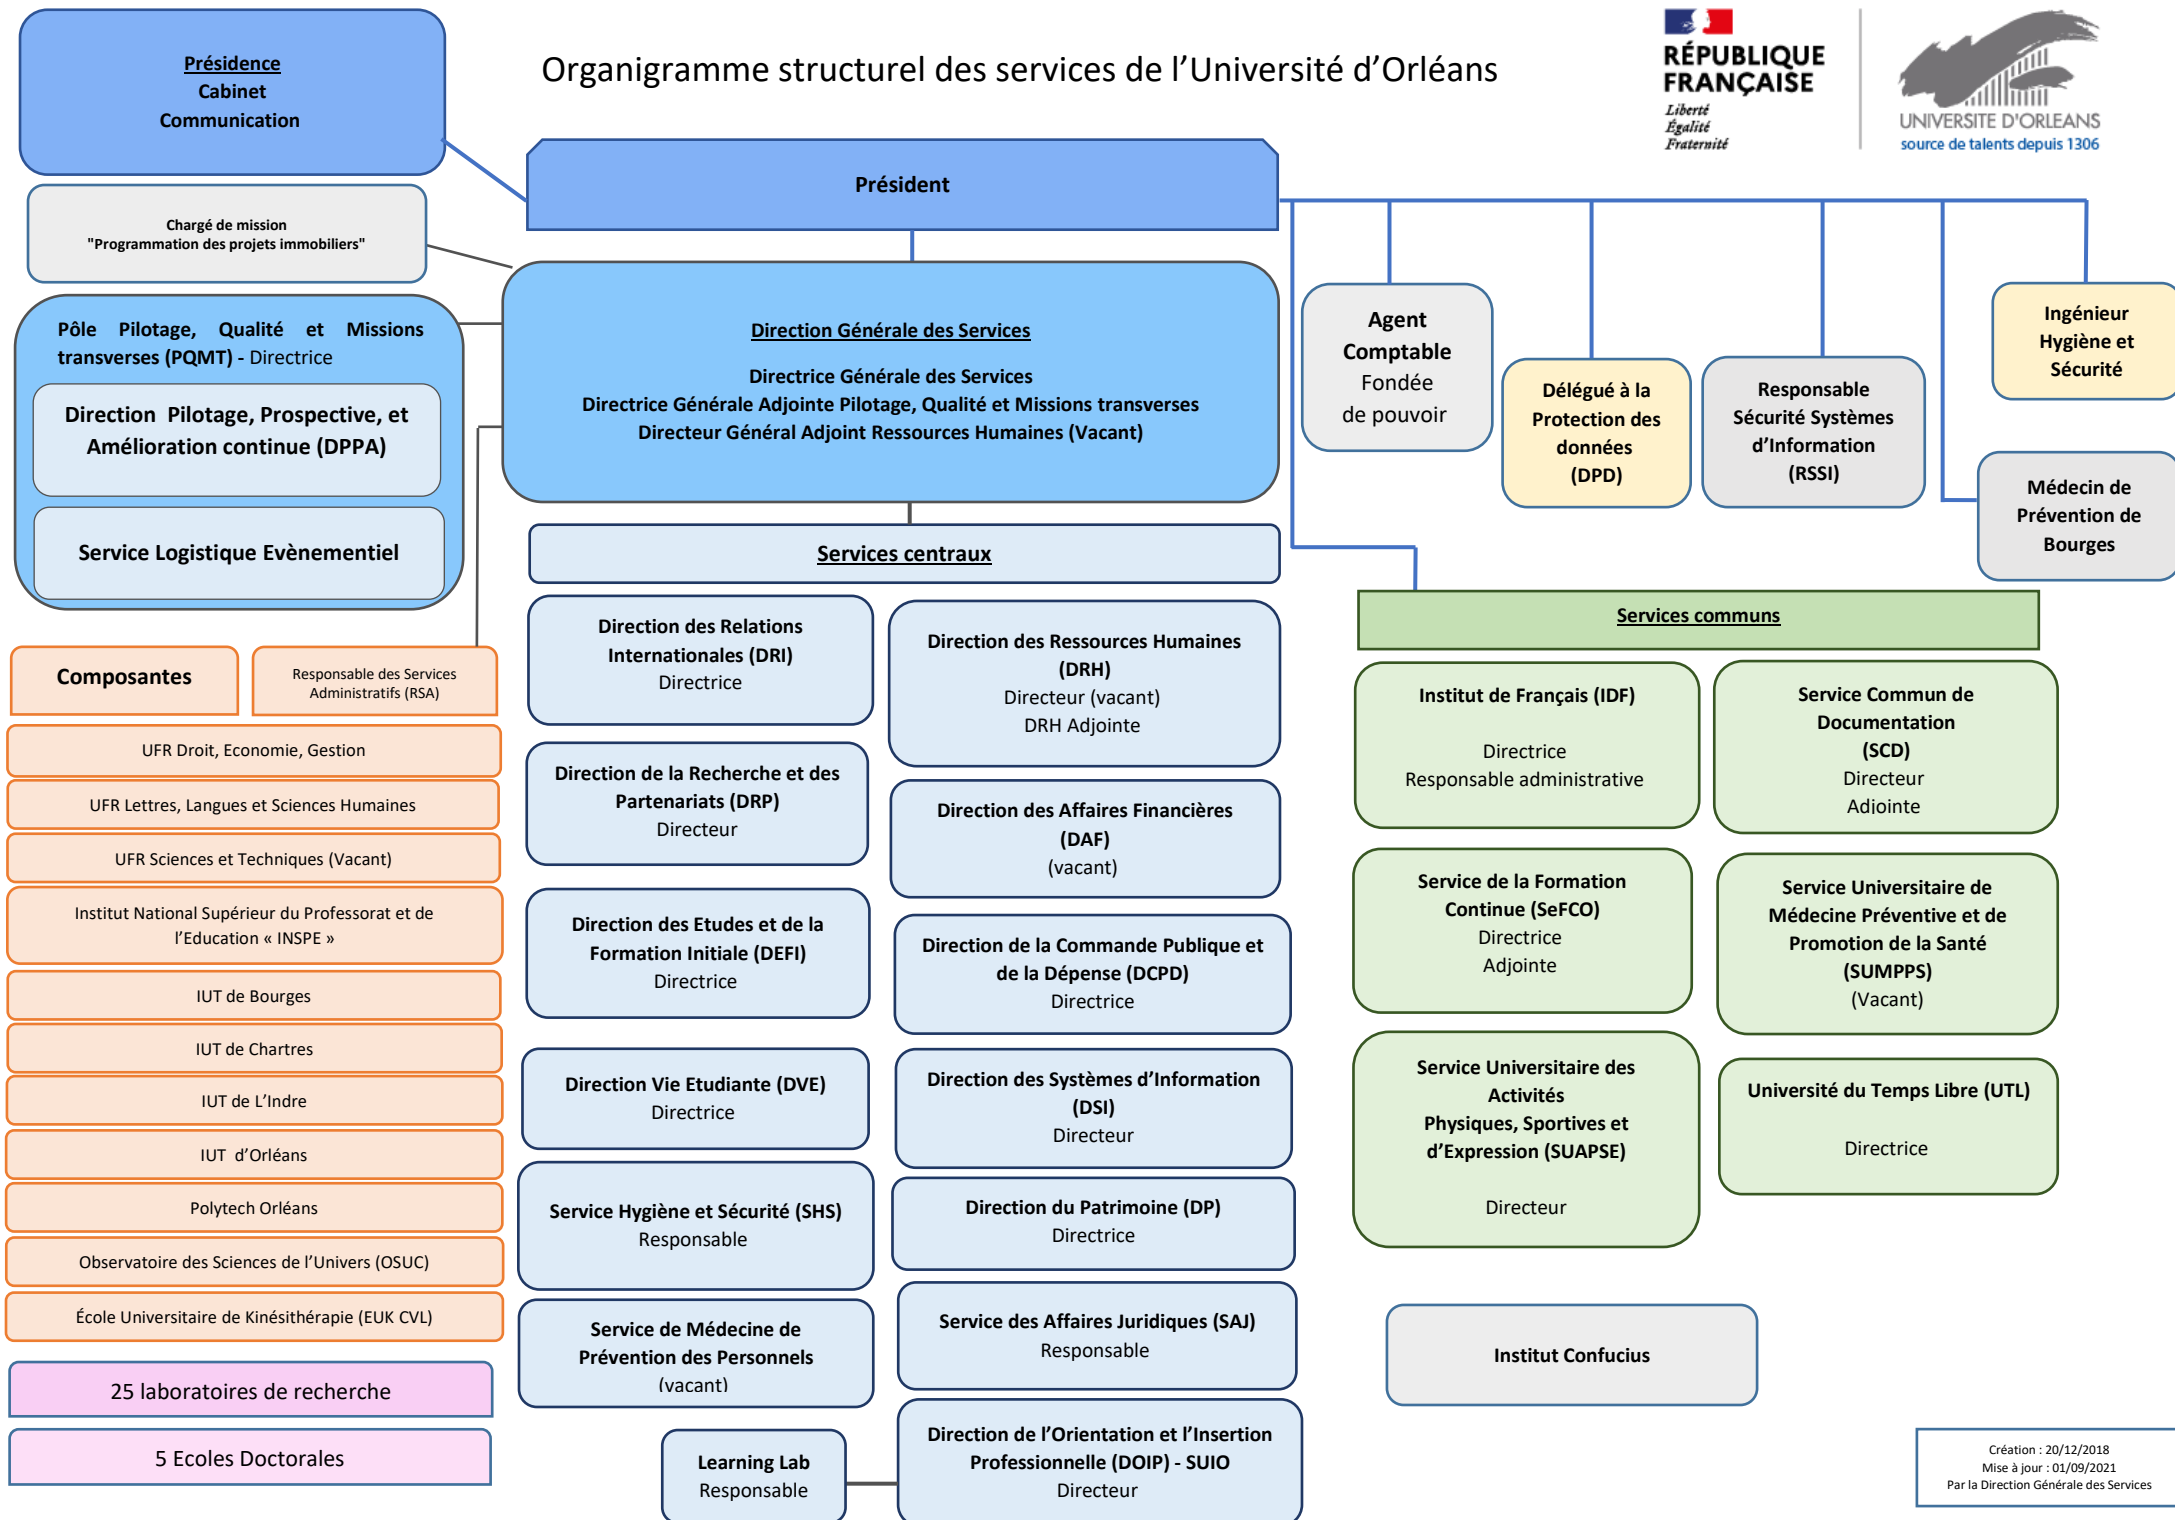 Présidence
Cabinet
Communication
Organigramme structurel des services de l'Université d'Orléans
RÉPUBLIQUE
FRANÇAISE
Liberté
Égalité
Fraternité
UNIVERSITE D'ORLEANS
source de talents depuis 1306
Président
Chargé de mission
"Programmation des projets immobiliers"
Pôle Pilotage, Qualité et Missions
transverses (PQMT) - Directrice
Direction Pilotage, Prospective, et
Amélioration continue (DPPA)
Service Logistique Evènementiel
Direction Générale des Services
Directrice Générale des Services
Directrice Générale Adjointe Pilotage, Qualité et Missions transverses
Directeur Général Adjoint Ressources Humaines (Vacant)
Agent
Comptable
Fondée
de pouvoir
Délégué à la
Protection des
données
(DPD)
Responsable
Sécurité Systèmes
d'Information
(RSSI)
Ingénieur
Hygiène et
Sécurité
Médecin de
Prévention de
Bourges
Composantes
Responsable des Services
Administratifs (RSA)
UFR Droit, Economie, Gestion
UFR Lettres, Langues et Sciences Humaines
UFR Sciences et Techniques (Vacant)
Institut National Supérieur du Professorat et de
l'Education « INSPE »
IUT de Bourges
IUT de Chartres
IUT de L'Indre
IUT d'Orléans
Polytech Orléans
Observatoire des Sciences de l'Univers (OSUC)
École Universitaire de Kinésithérapie (EUK CVL)
25 laboratoires de recherche
5 Ecoles Doctorales
Services centraux
Direction des Relations
Internationales (DRI)
Directrice
Direction des Ressources Humaines
(DRH)
Directeur (vacant)
DRH Adjointe
Direction de la Recherche et des
Partenariats (DRP)
Directeur
Direction des Affaires Financières
(DAF)
(vacant)
Direction des Etudes et de la
Formation Initiale (DEFI)
Directrice
Direction de la Commande Publique et
de la Dépense (DCPD)
Directrice
Direction Vie Etudiante (DVE)
Directrice
Direction des Systèmes d'Information
(DSI)
Directeur
Service Hygiène et Sécurité (SHS)
Responsable
Direction du Patrimoine (DP)
Directrice
Service de Médecine de
Prévention des Personnels
(vacant)
Service des Affaires Juridiques (SAJ)
Responsable
Learning Lab
Responsable
Direction de l'Orientation et l'Insertion
Professionnelle (DOIP) - SUIO
Directeur
Services communs
Institut de Français (IDF)
Directrice
Responsable administrative
Service Commun de
Documentation
(SCD)
Directeur
Adjointe
Service de la Formation
Continue (SeFCO)
Directrice
Adjointe
Service Universitaire de
Médecine Préventive et de
Promotion de la Santé
(SUMPPS)
(Vacant)
Service Universitaire des
Activités
Physiques, Sportives et
d'Expression (SUAPSE)
Directeur
Université du Temps Libre (UTL)
Directrice
Institut Confucius
Création : 20/12/2018
Mise à jour : 01/09/2021
Par la Direction Générale des Services